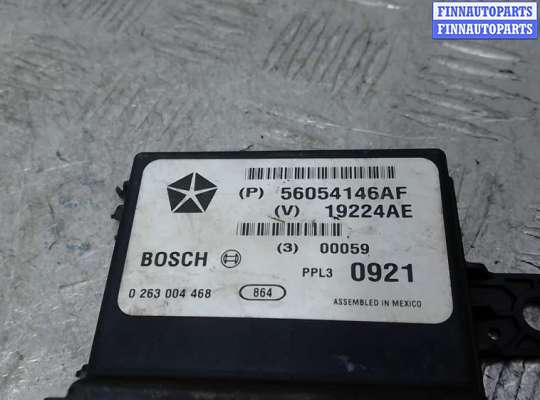 FINNAUTOPARTS
FINNAUTOPARTS
(P) 56054146AF
(V) 19224AE
(3) 00059
BOSCH
PPL3 0921
0 263 004 468
864
ASSEMBLED IN MEXICO